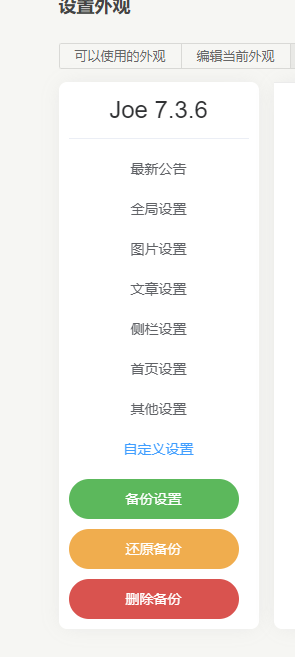 设置外观
可以使用的外观
编辑当前外观
Joe 7.3.6
最新公告
全局设置
图片设置
文章设置
侧栏设置
首页设置
其他设置
自定义设置
备份设置
还原备份
删除备份